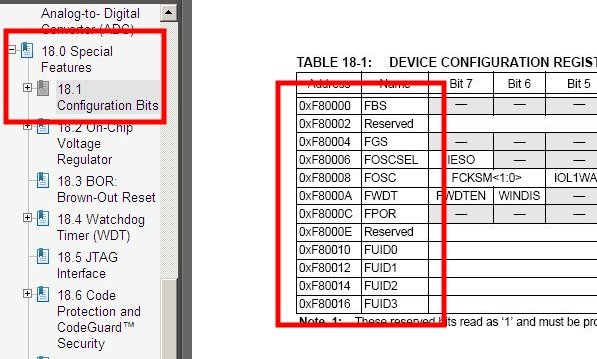 Analog-to- Digital
Converter (ADC)
18.0 Special
Features
18.1
Configuration Bits
18.2 On-Chip
Voltage
Regulator
18.3 BOR:
Brown-Out Reset
18.4 Watchdog
Timer (WDT)
18.5 JTAG
Interface
18.6 Code
Protection and
CodeGuard™
Security
TABLE 18-1: DEVICE CONFIGURATION REGIST
Address Name Bit 7 Bit 6 Bit 5
0xF80000 FBS — —
0xF80002 Reserved
0xF80004 FGS — — —
0xF80006 FOSCSEL IESO — —
0xF80008 FOSC FCKSM<1:0> IOL1WA
0xF8000A FWDT FWDTEN WINDIS —
0xF8000C FPOR — — —
0xF8000E Reserved
0xF80010 FUID0
0xF80012 FUID1
0xF80014 FUID2
0xF80016 FUID3
Note 1: These reserved bits read as '1' and must be pro